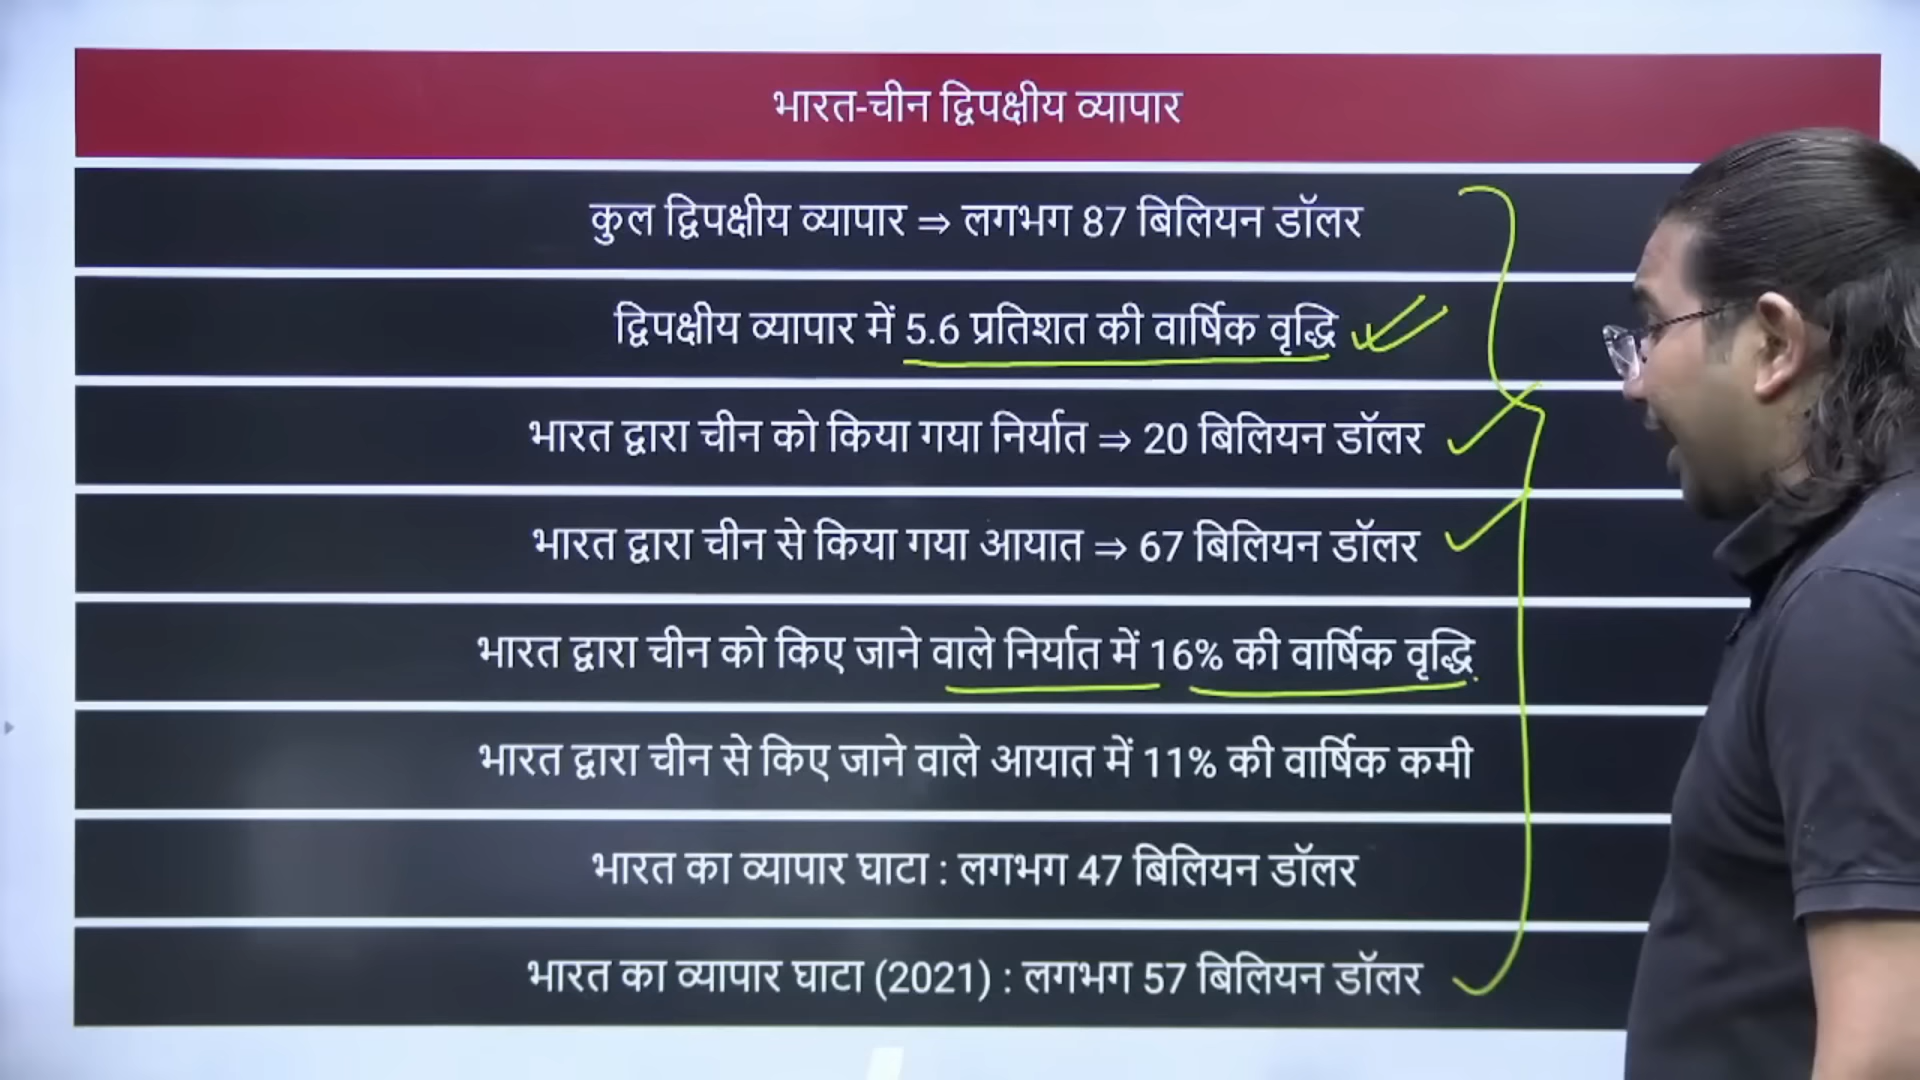 भारत-चीन द्विपक्षीय व्यापार
कुल द्विपक्षीय व्यापार ⇒ लगभग 87 बिलियन डॉलर
द्विपक्षीय व्यापार में 5.6 प्रतिशत की वार्षिक वृद्धि
भारत द्वारा चीन को किया गया निर्यात ⇒ 20 बिलियन डॉलर
भारत द्वारा चीन से किया गया आयात ⇒ 67 बिलियन डॉलर
भारत द्वारा चीन को किए जाने वाले निर्यात में 16% की वार्षिक वृद्धि
भारत द्वारा चीन से किए जाने वाले आयात में 11% की वार्षिक कमी
भारत का व्यापार घाटा : लगभग 47 बिलियन डॉलर
भारत का व्यापार घाटा (2021) : लगभग 57 बिलियन डॉलर